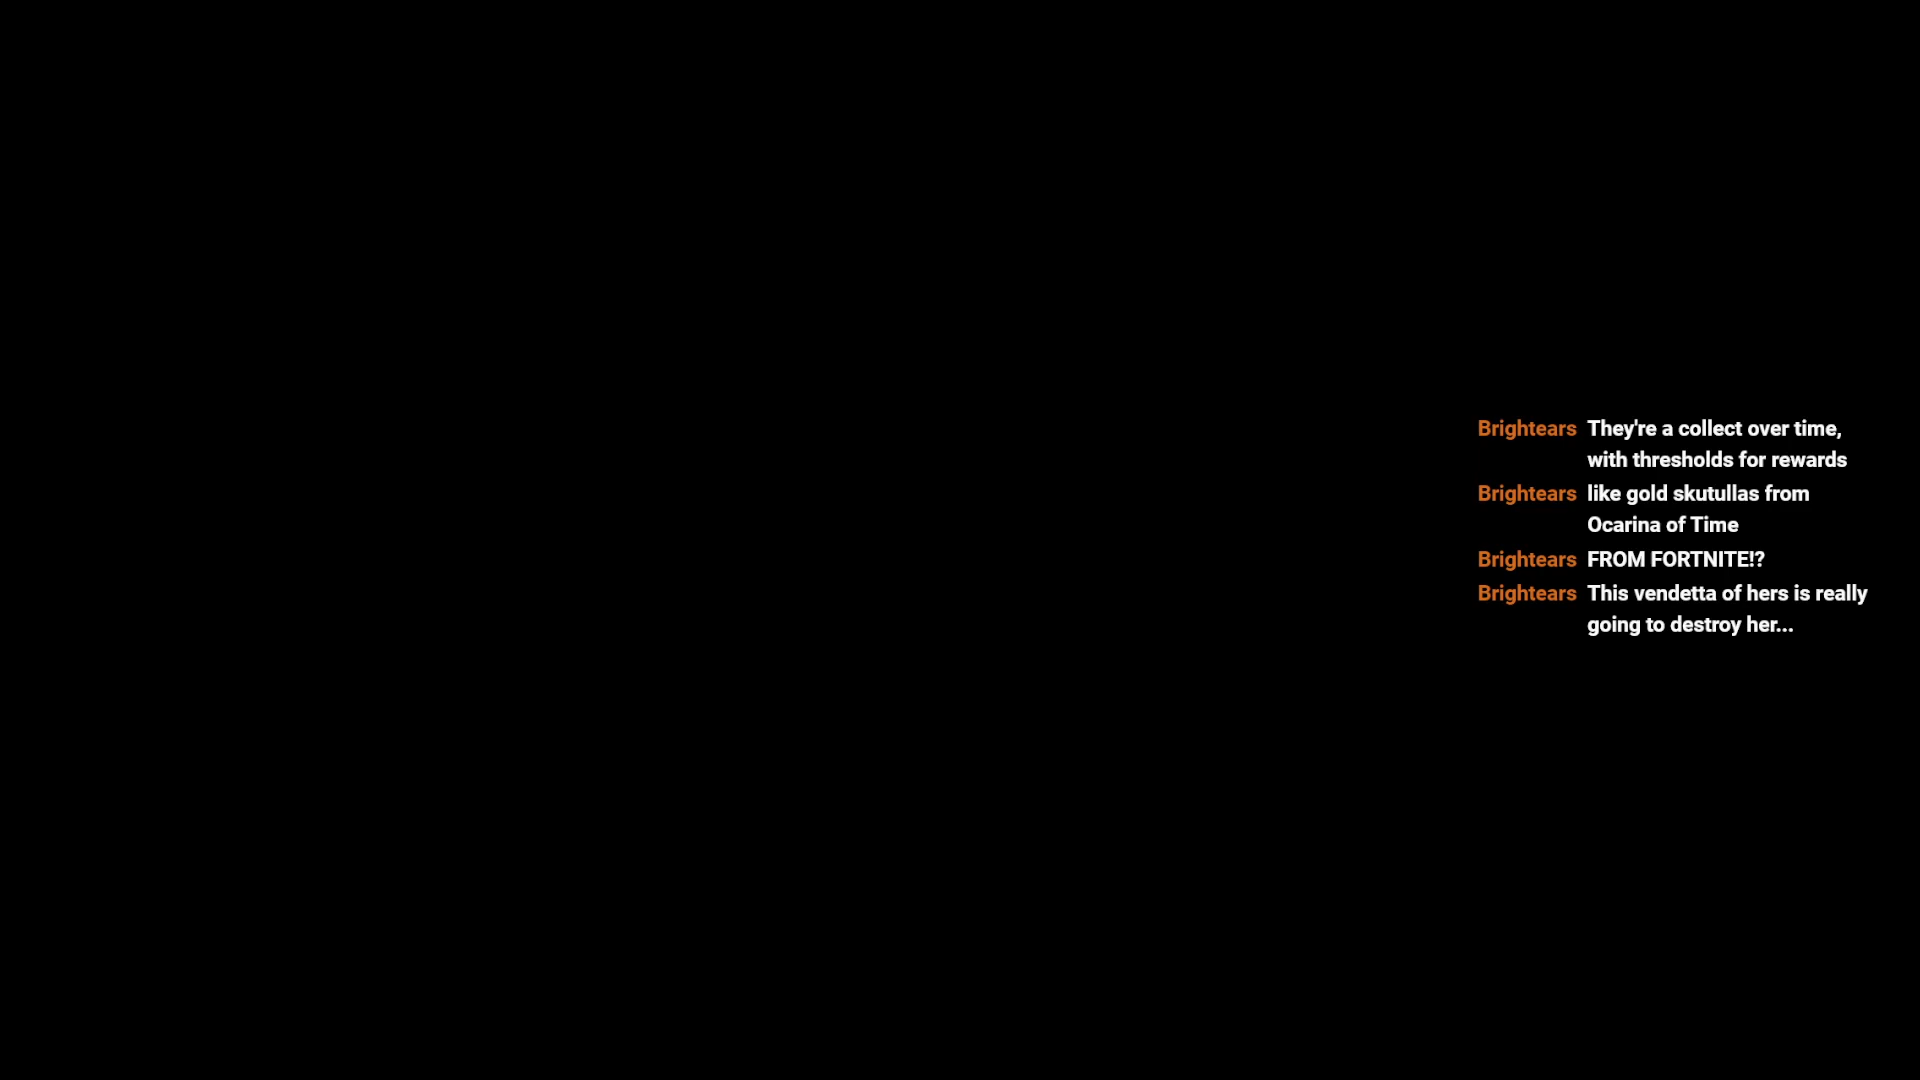 Brightears They're a collect over time,
with thresholds for rewards
Brightears like gold skutullas from
Ocarina of Time
Brightears FROM FORTNITE!?
Brightears This vendetta of hers is really
going to destroy her...